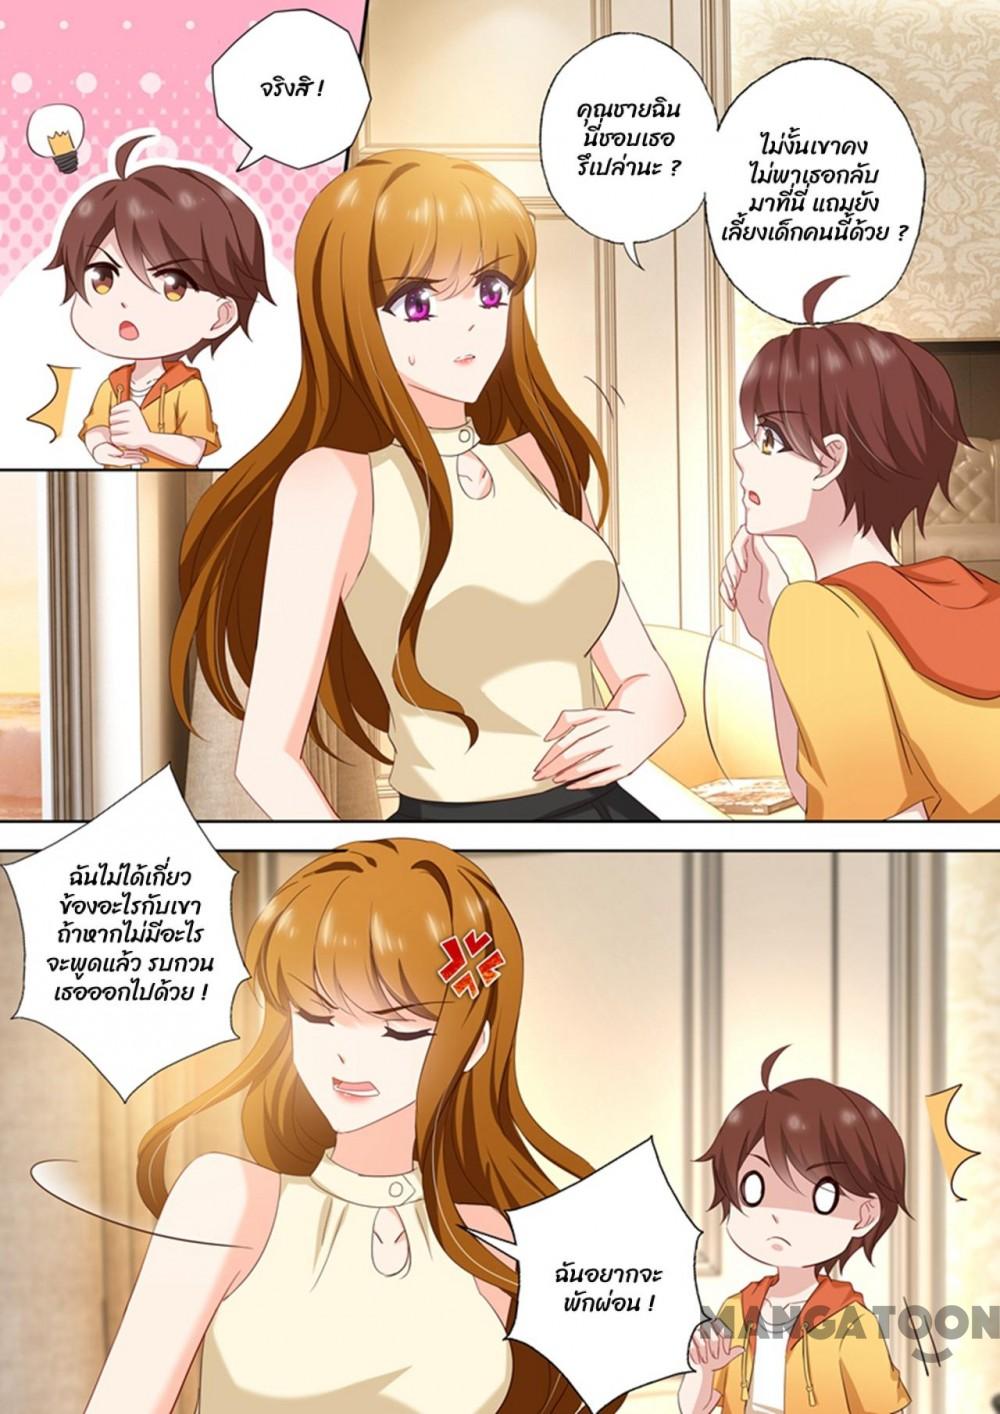 จริงสิ !
คุณชายฉิน
นี่ชอบเธอ
รึเปล่านะ ?
ไม่งั้นเขาคง
ไม่พาเธอกลับ
มาที่นี่ แถมยัง
เลี้ยงเด็กคนนี้ด้วย ?
ฉันไม่ได้เกี่ยว
ข้องอะไรกับเขา
ถ้าหากไม่มีอะไร
จะพูดแล้ว รบกวน
เธอออกไปด้วย !
ฉันอยากจะ
พักผ่อน !
MANGATOON